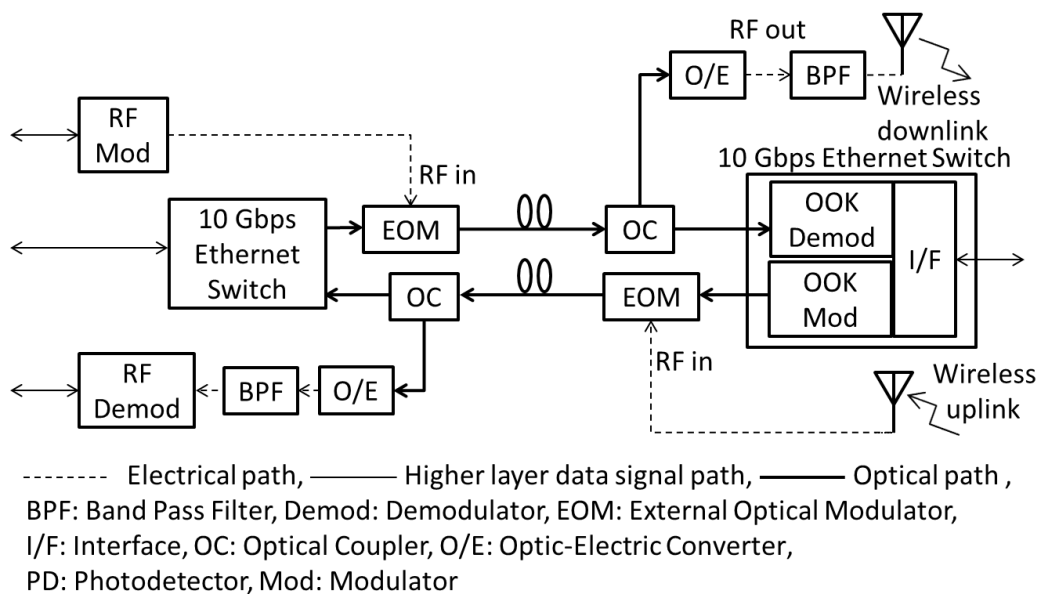 RF out
O/E
BPF
Wireless
downlink
RF
Mod
RF in
10 Gbps Ethernet Switch
10 Gbps
Ethernet
Switch
EOM
OC
OOK
Demod
I/F
OC
EOM
OOK
Mod
RF in
RF
Demod
BPF
O/E
Wireless
uplink
Electrical path, Higher layer data signal path, Optical path ,
BPF: Band Pass Filter, Demod: Demodulator, EOM: External Optical Modulator,
I/F: Interface, OC: Optical Coupler, O/E: Optic-Electric Converter,
PD: Photodetector, Mod: Modulator